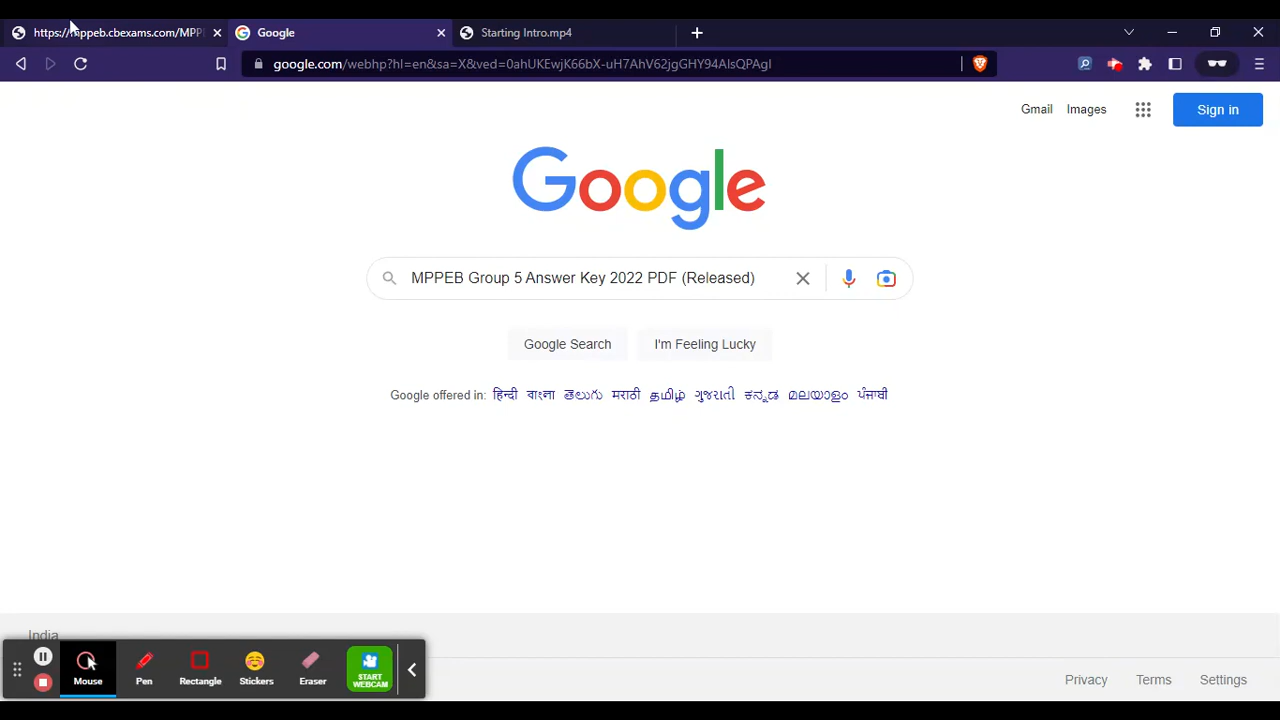 https://mppeb.cbexams.com/MPP
Google
Starting Intro.mp4
google.com/webhp?hl=en&sa=X&ved=0ahUKEwjK66bX-uH7AhV62jgGHY94AlsQPAgI
Gmail
Images
Sign in
Google
MPPEB Group 5 Answer Key 2022 PDF (Released)
Google Search
I'm Feeling Lucky
Google offered in: हिन्दी বাংলা తెలుగు मराठी தமிழ் ગુજરાતી ಕನ್ನಡ മലയാളം ਪੰਜਾਬੀ
India
Mouse
Pen
Rectangle
Stickers
Eraser
START
WEBCAM
Privacy
Terms
Settings